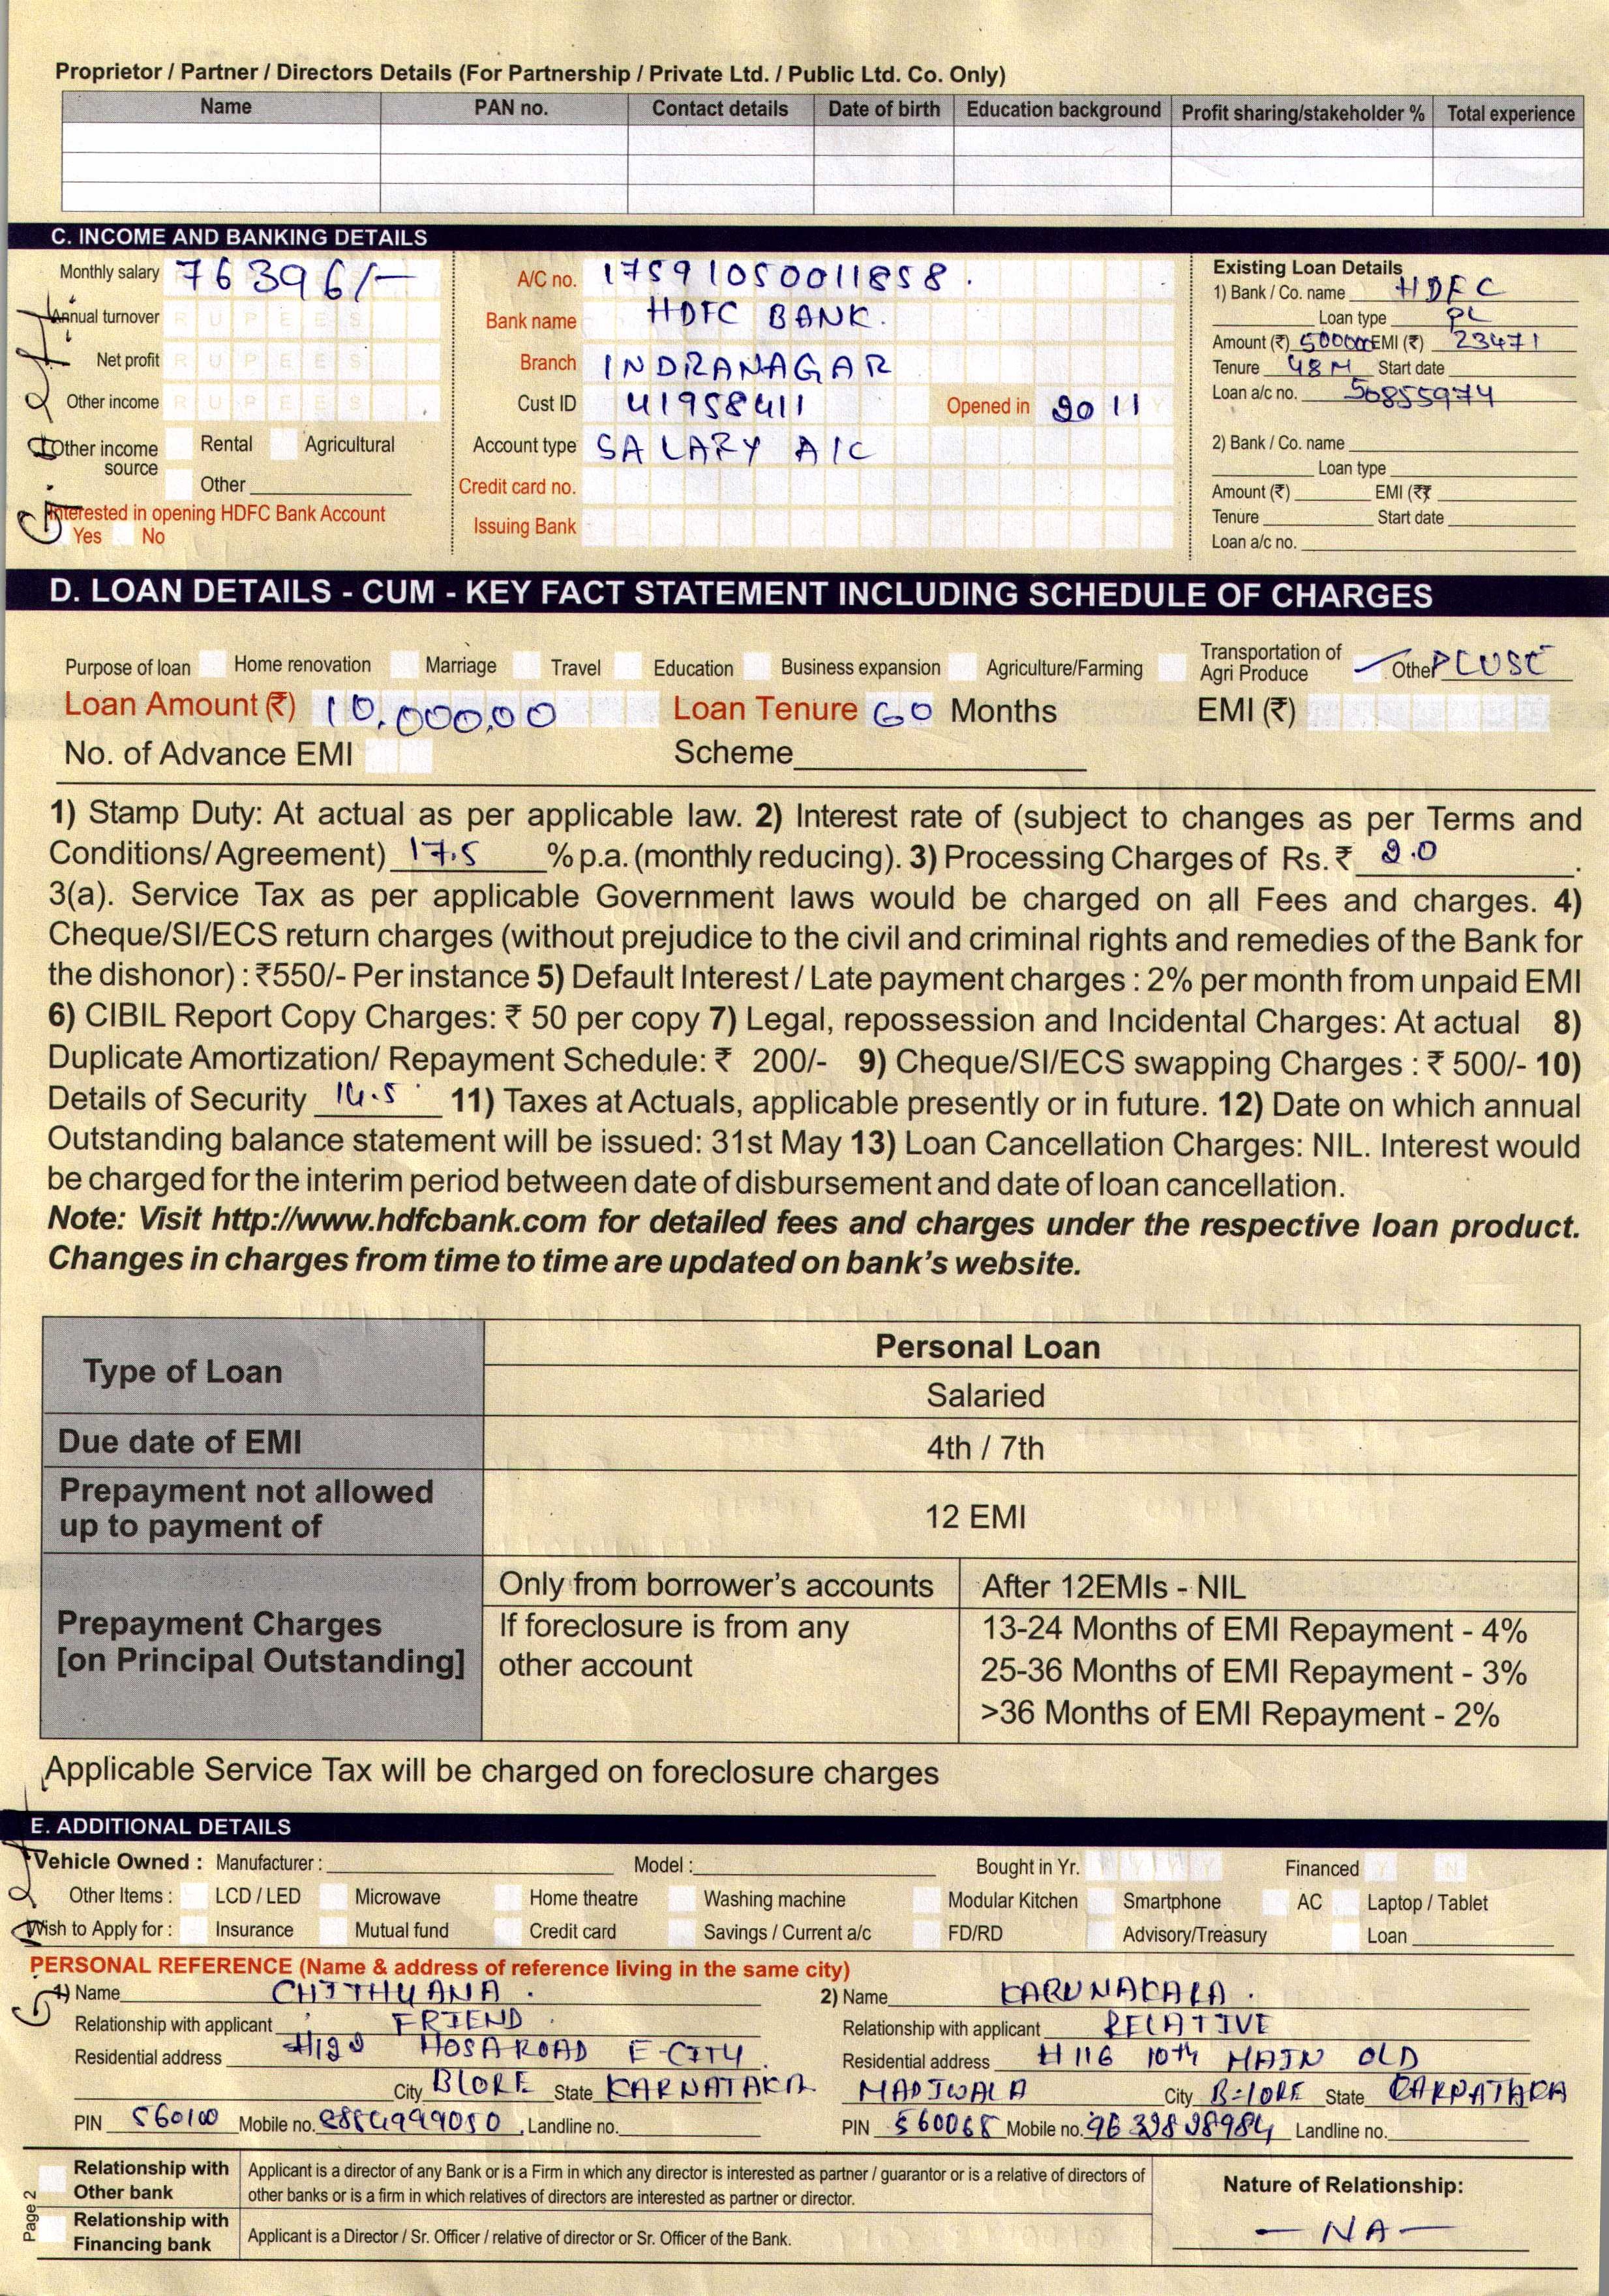 Proprietor / Partner / Directors Details (For Partnership / Private Ltd. / Public Ltd. Co. Only)
Name PAN no. Contact details Date of birth Education background Profit sharing/stakeholder % Total experience
C. INCOME AND BANKING DETAILS
Monthly salary 76396/-
Annual turnover RUPEES
Net profit RUPEES
Other income RUPEES
Other income source Rental Agricultural
Other
Interested in opening HDFC Bank Account
Yes No
A/C no. 17591050011858.
Bank name HDFC BANK.
Branch INDRANAGAR
Cust ID 41958411 Opened in 2011
Account type SALARY A/C
Credit card no.
Issuing Bank
Existing Loan Details
1) Bank / Co. name HDFC
Loan type PL
Amount (₹) 500000 EMI (₹) 23471
Tenure 48M Start date
Loan a/c no. 50855974
2) Bank / Co. name
Loan type
Amount (₹) EMI (₹
Tenure Start date
Loan a/c no.
D. LOAN DETAILS - CUM - KEY FACT STATEMENT INCLUDING SCHEDULE OF CHARGES
Purpose of loan Home renovation Marriage Travel Education Business expansion Agriculture/Farming Transportation of Agri Produce Other PLUSE
Loan Amount (₹) 10,000,00 Loan Tenure 60 Months EMI (₹)
No. of Advance EMI Scheme
1) Stamp Duty: At actual as per applicable law. 2) Interest rate of (subject to changes as per Terms and
Conditions/Agreement) 17.5 % p.a. (monthly reducing). 3) Processing Charges of Rs. ₹ 2.0 .
3(a). Service Tax as per applicable Government laws would be charged on all Fees and charges. 4)
Cheque/SI/ECS return charges (without prejudice to the civil and criminal rights and remedies of the Bank for
the dishonor) : ₹550/- Per instance 5) Default Interest / Late payment charges : 2% per month from unpaid EMI
6) CIBIL Report Copy Charges: ₹ 50 per copy 7) Legal, repossession and Incidental Charges: At actual 8)
Duplicate Amortization/ Repayment Schedule: ₹ 200/- 9) Cheque/SI/ECS swapping Charges : ₹ 500/- 10)
Details of Security 14.5 11) Taxes at Actuals, applicable presently or in future. 12) Date on which annual
Outstanding balance statement will be issued: 31st May 13) Loan Cancellation Charges: NIL. Interest would
be charged for the interim period between date of disbursement and date of loan cancellation.
Note: Visit http://www.hdfcbank.com for detailed fees and charges under the respective loan product.
Changes in charges from time to time are updated on bank's website.
Type of Loan Personal Loan
Salaried
Due date of EMI 4th / 7th
Prepayment not allowed up to payment of 12 EMI
Prepayment Charges [on Principal Outstanding]
Only from borrower's accounts After 12EMIs - NIL
If foreclosure is from any other account
13-24 Months of EMI Repayment - 4%
25-36 Months of EMI Repayment - 3%
>36 Months of EMI Repayment - 2%
Applicable Service Tax will be charged on foreclosure charges
E. ADDITIONAL DETAILS
Vehicle Owned : Manufacturer : Model : Bought in Yr. YYYY Financed Y N
Other Items : LCD / LED Microwave Home theatre Washing machine Modular Kitchen Smartphone AC Laptop / Tablet
Wish to Apply for : Insurance Mutual fund Credit card Savings / Current a/c FD/RD Advisory/Treasury Loan
PERSONAL REFERENCE (Name & address of reference living in the same city)
1) Name CHITHUANA .
Relationship with applicant FRIEND
Residential address #120 HOSAROAD E-CITY
City BLORE State KARNATAKA
PIN 560100 Mobile no. Landline no.
2) Name KARUNAKALA .
Relationship with applicant RELATIVE
Residential address #116 10th MAIN OLD
MADIWALA City B=lORE State KARNATAKA
PIN 560068 Mobile no. Landline no.
Relationship with Other bank
Applicant is a director of any Bank or is a Firm in which any director is interested as partner / guarantor or is a relative of directors of
other banks or is a firm in which relatives of directors are interested as partner or director.
Relationship with Financing bank
Applicant is a Director / Sr. Officer / relative of director or Sr. Officer of the Bank.
Nature of Relationship:
- NA -
Page 2